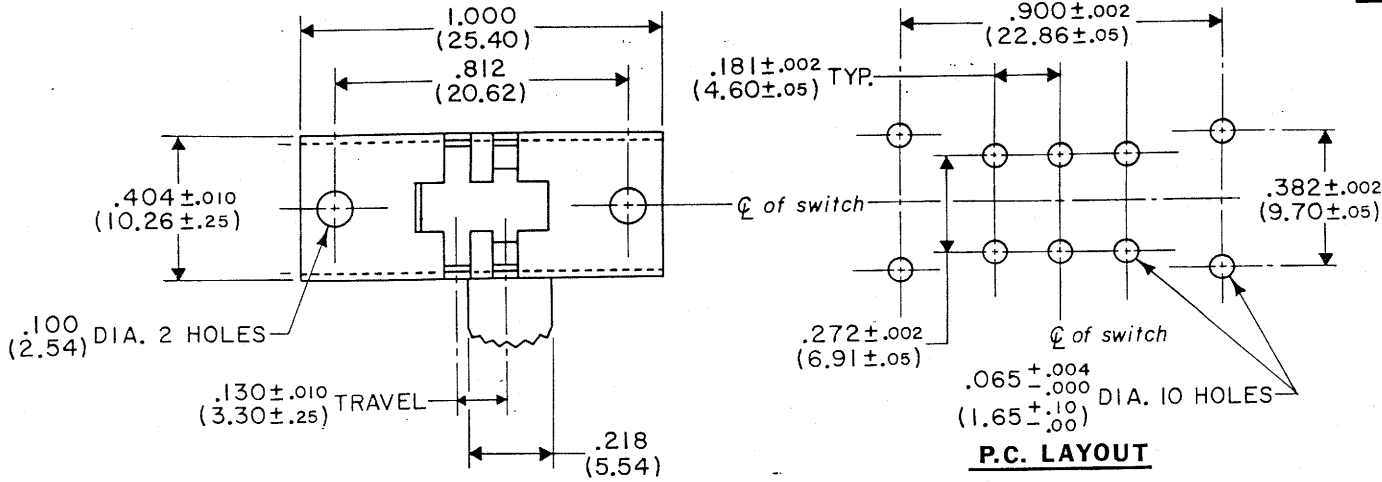 1.000
(25.40)
.812
(20.62)
.404±.010
(10.26±.25)
.100
(2.54) DIA. 2 HOLES
.130±.010
(3.30±.25) TRAVEL
.218
(5.54)
.900±.002
(22.86±.05)
.181±.002
(4.60±.05) TYP.
℄ of switch
.382±.002
(9.70±.05)
.272±.002
(6.91±.05)
℄ of switch
.065 +.004 -.000
(1.65 +.10 -.00) DIA. 10 HOLES
P.C. LAYOUT